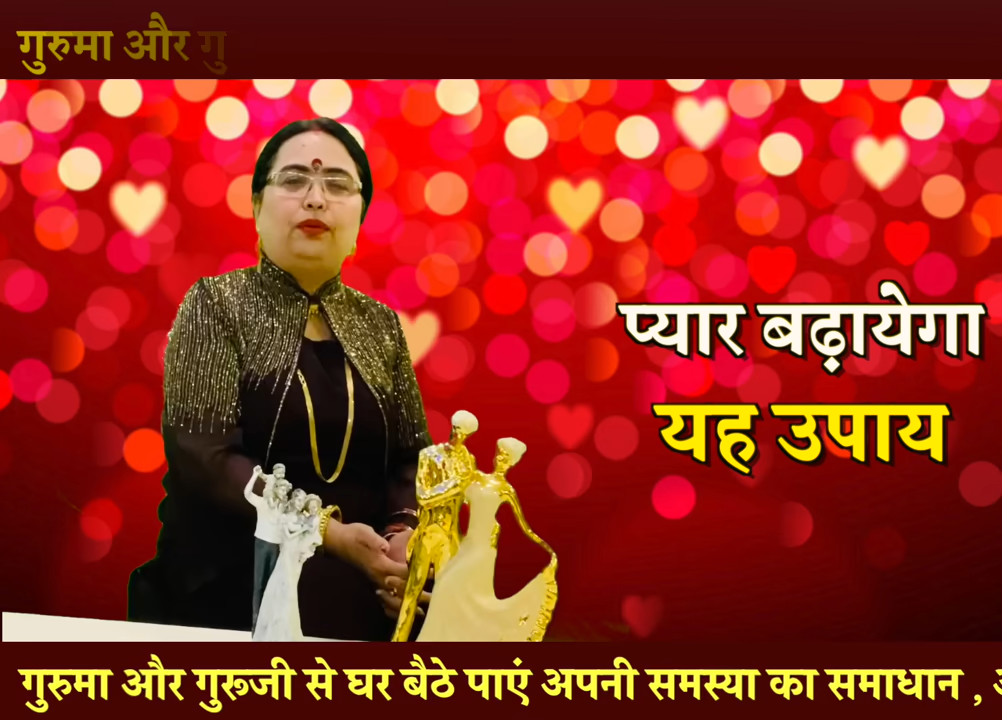 गुरुमा और गु
प्यार बढ़ायेगा
यह उपाय
गुरुमा और गुरूजी से घर बैठे पाएं अपनी समस्या का समाधान ,